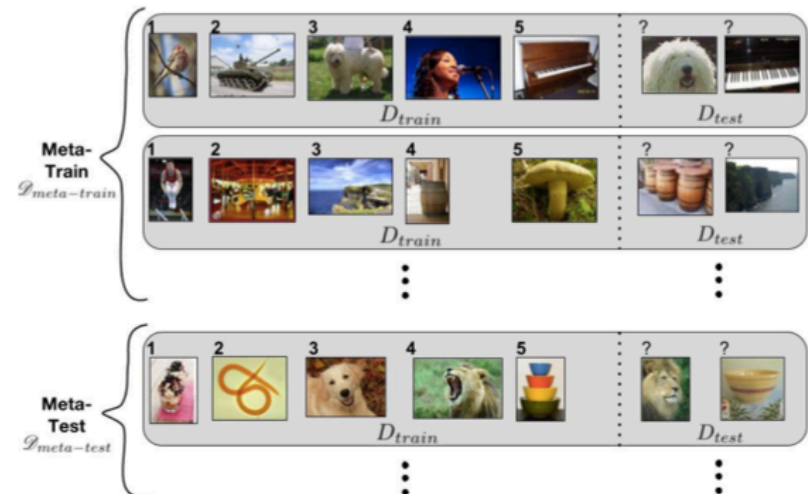 1 2 3 4 5 ? ?
D_train D_test
Meta-
Train
𝒟_meta−train
1 2 3 4 5 ? ?
D_train D_test
1 2 3 4 5 ? ?
Meta-
Test
𝒟_meta−test
D_train D_test